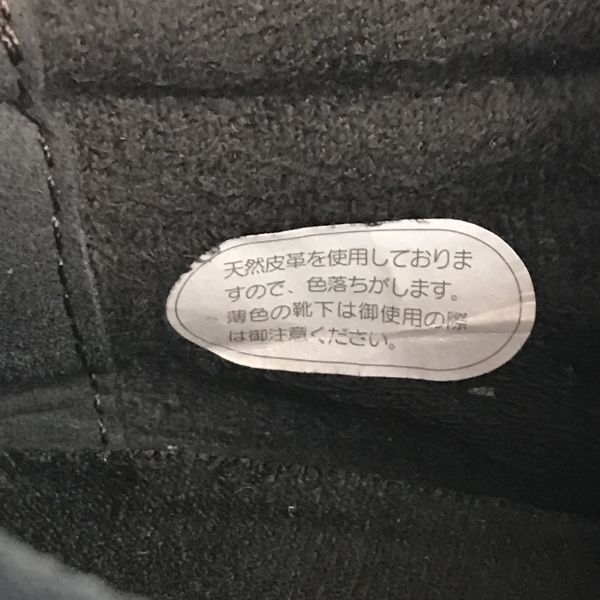 天然皮革を使用しておりま
すので、色落ちがします。
薄色の靴下は御使用の際
は御注意ください。